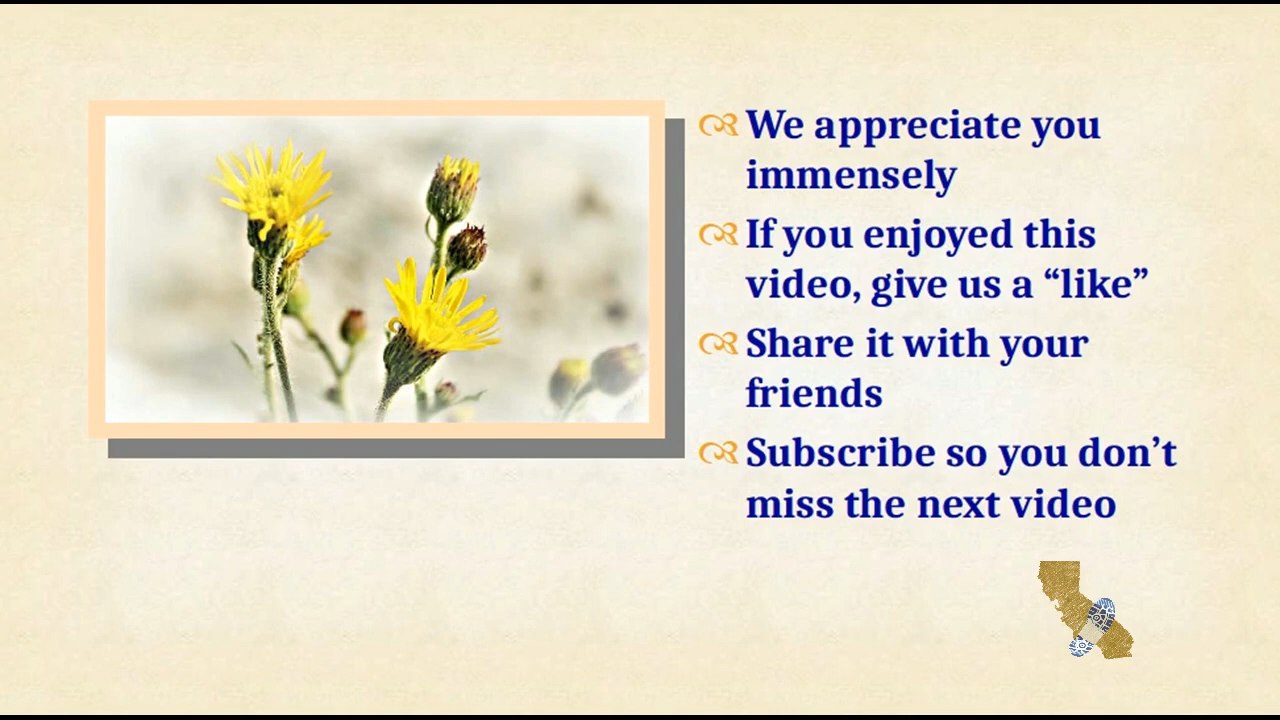 We appreciate you
immensely
If you enjoyed this
video, give us a “like”
Share it with your
friends
Subscribe so you don’t
miss the next video